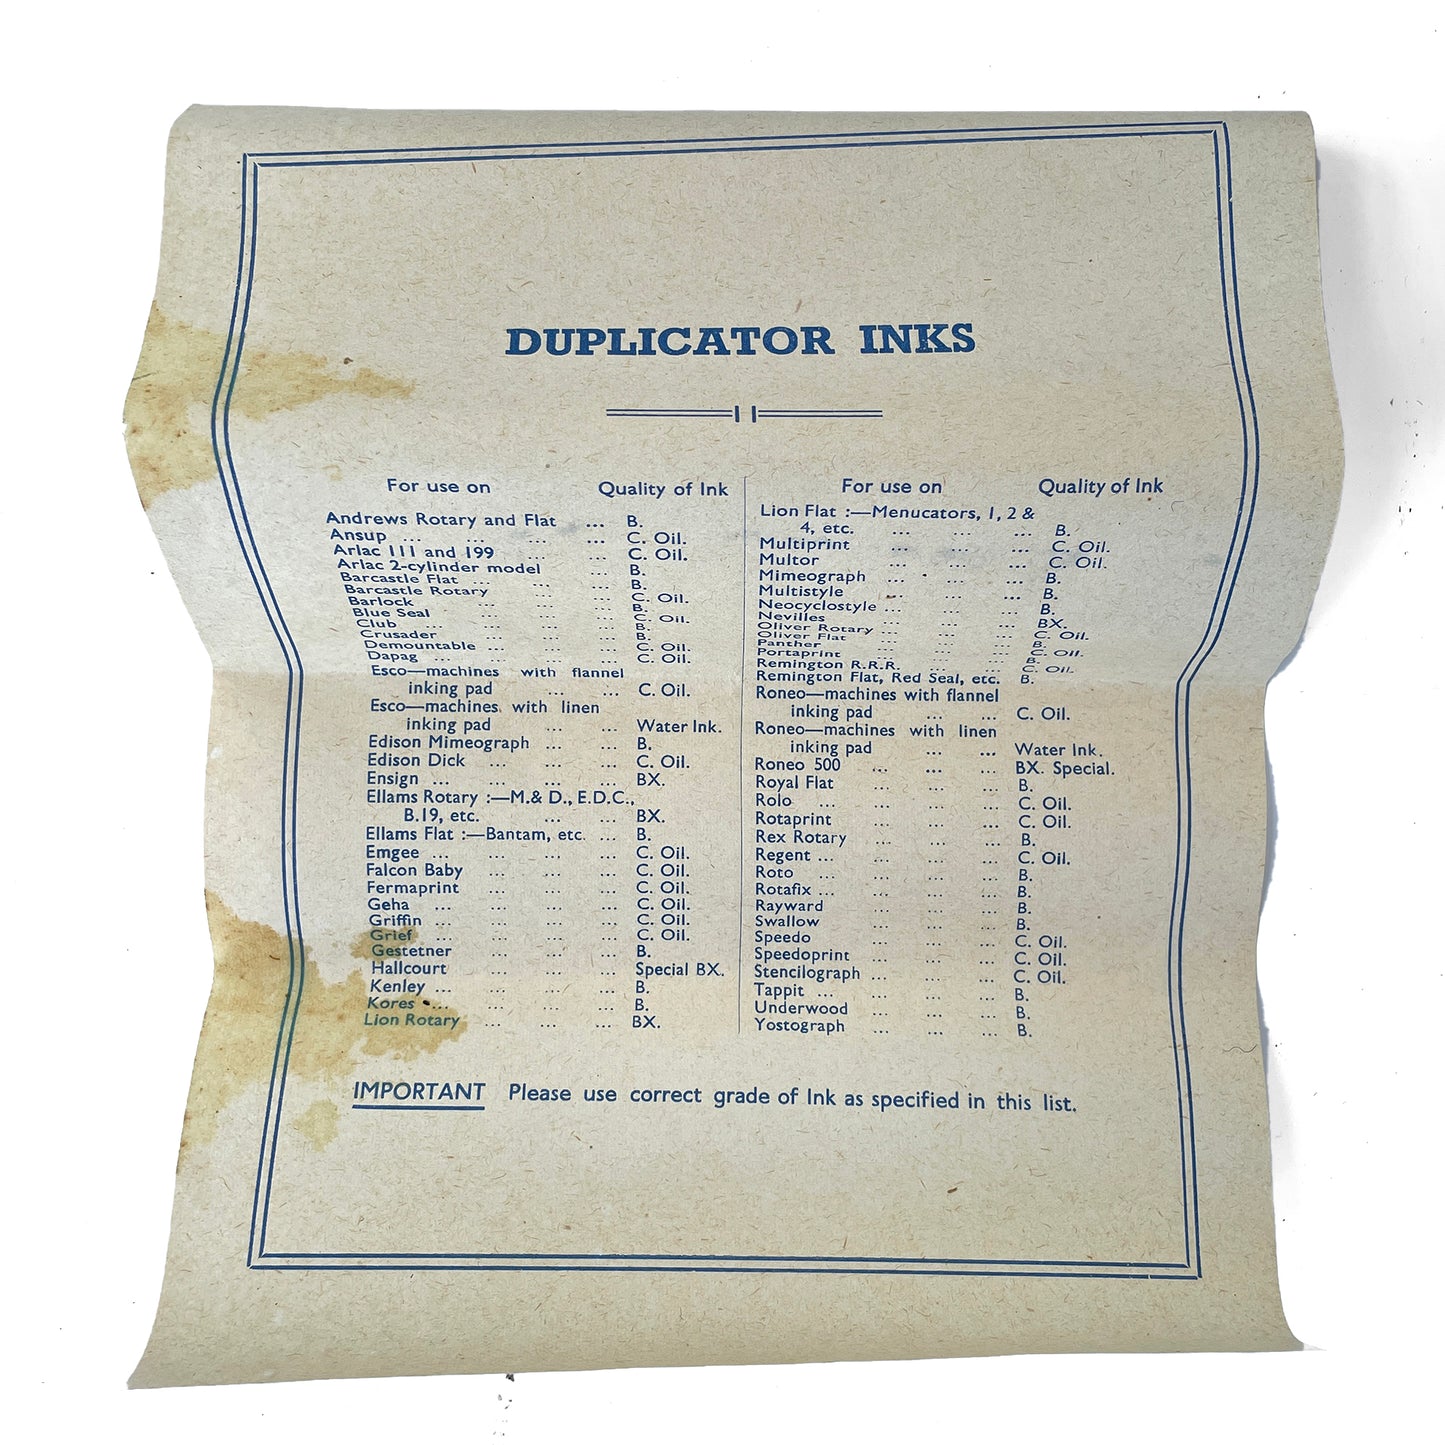 DUPLICATOR INKS
For use on Quality of Ink
Andrews Rotary and Flat ... B.
Ansup ... ... ... ... C. Oil.
Arlac 111 and 199 ... ... C. Oil.
Arlac 2-cylinder model ... B.
Barcastle Flat ... ... ... B.
Barcastle Rotary ... ... C. Oil.
Barlock ... ... ... B.
Blue Seal ... ... ... C. Oil.
Club ... ... ... ... B.
Crusader ... ... ... B.
Demountable ... ... ... C. Oil.
Dapag ... ... ... ... C. Oil.
Esco—machines with flannel
inking pad ... ... C. Oil.
Esco—machines with linen
inking pad ... ... Water Ink.
Edison Mimeograph ... ... B.
Edison Dick ... ... ... C. Oil.
Ensign ... ... ... ... BX.
Ellams Rotary :—M.& D., E.D.C.,
B.19, etc. ... ... BX.
Ellams Flat :—Bantam, etc. ... B.
Emgee ... ... ... ... C. Oil.
Falcon Baby ... ... ... C. Oil.
Fermaprint ... ... ... C. Oil.
Geha ... ... ... ... C. Oil.
Griffin ... ... ... ... C. Oil.
Grief ... ... ... ... C. Oil.
Gestetner ... ... ... B.
Hallcourt ... ... ... Special BX.
Kenley ... ... ... ... B.
Kores ... ... ... ... B.
Lion Rotary ... ... ... BX.
For use on Quality of Ink
Lion Flat :—Menucators, 1, 2 &
4, etc. ... ... ... B.
Multiprint ... ... ... C. Oil.
Multor ... ... ... C. Oil.
Mimeograph ... ... ... B.
Multistyle ... ... ... B.
Neocyclostyle ... ... ... B.
Nevilles ... ... ... BX.
Oliver Rotary ... ... ... C. Oil.
Oliver Flat ... ... ... B.
Panther ... ... ... C. Oil.
Portaprint ... ... ... B.
Remington R.R.R. ... ... C. Oil.
Remington Flat, Red Seal, etc. B.
Roneo—machines with flannel
inking pad ... ... C. Oil.
Roneo—machines with linen
inking pad ... ... Water Ink.
Roneo 500 ... ... ... BX. Special.
Royal Flat ... ... ... B.
Rolo ... ... ... ... C. Oil.
Rotaprint ... ... ... C. Oil.
Rex Rotary ... ... ... B.
Regent ... ... ... ... C. Oil.
Roto ... ... ... ... B.
Rotafix ... ... ... ... B.
Rayward ... ... ... B.
Swallow ... ... ... B.
Speedo ... ... ... C. Oil.
Speedoprint ... ... ... C. Oil.
Stencilograph ... ... ... C. Oil.
Tappit ... ... ... ... B.
Underwood ... ... ... B.
Yostograph ... ... ... B.
IMPORTANT Please use correct grade of Ink as specified in this list.